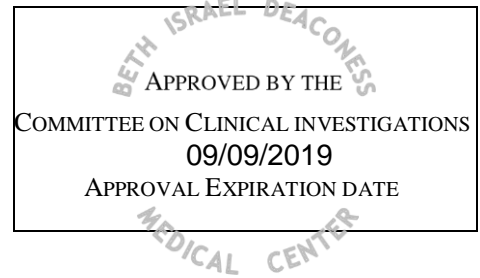 BETH ISRAEL DEACONESS
APPROVED BY THE
COMMITTEE ON CLINICAL INVESTIGATIONS
09/09/2019
APPROVAL EXPIRATION DATE
MEDICAL CENTER